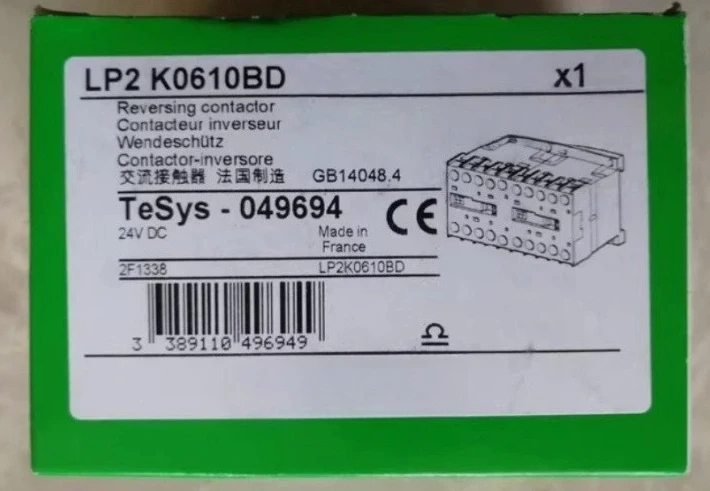 LP2 K0610BD x1
Reversing contactor
Contacteur inverseur
Wendeschütz
Contactor-inversore
交流接触器 法国制造 GB14048.4
TeSys - 049694 CE
24V DC Made in
France
2F1338 LP2K0610BD
3 389110 496949